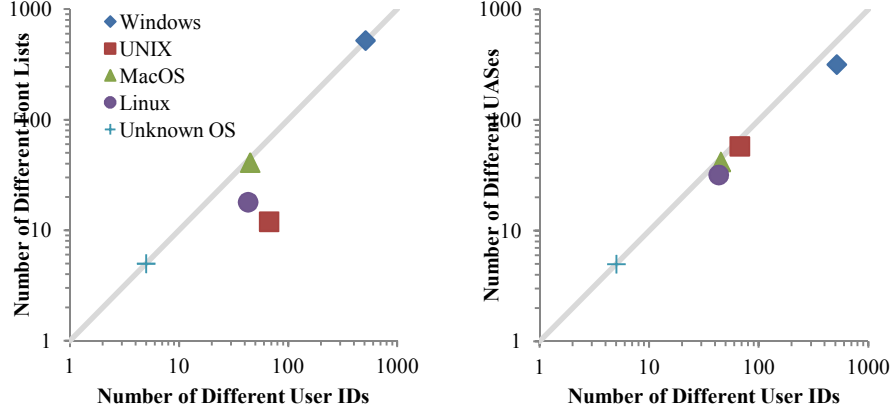 Number of Different Font Lists
1000
100
10
1
Windows
UNIX
MacOS
Linux
Unknown OS
1
10
100
1000
Number of Different User IDs
Number of Different UASes
1000
100
10
1
1
10
100
1000
Number of Different User IDs